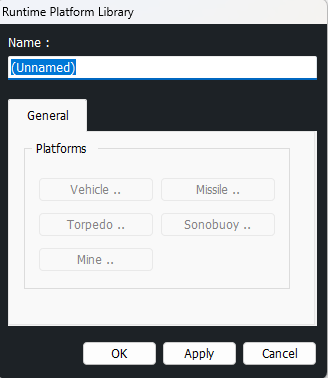 Runtime Platform Library
Name :
(Unnamed)
General
Platforms
Vehicle .. Missile ..
Torpedo .. Sonobuoy ..
Mine ..
OK Apply Cancel